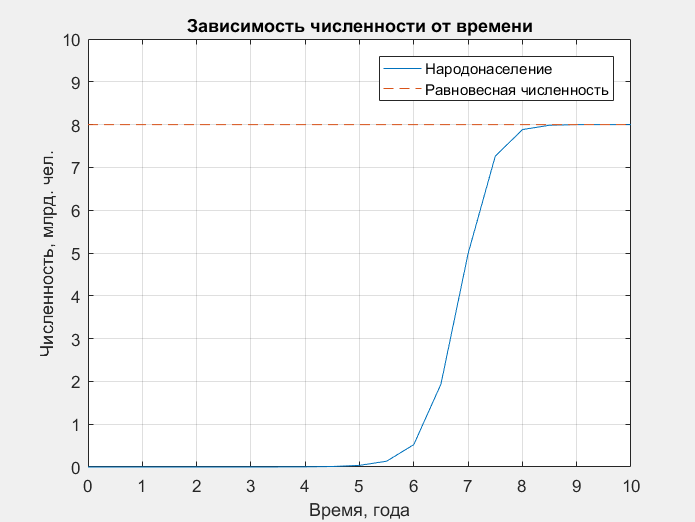 Зависимость численности от времени
Народонаселение
Равновесная численность
Численность, млрд. чел.
10
9
8
7
6
5
4
3
2
1
0
0 1 2 3 4 5 6 7 8 9 10
Время, года